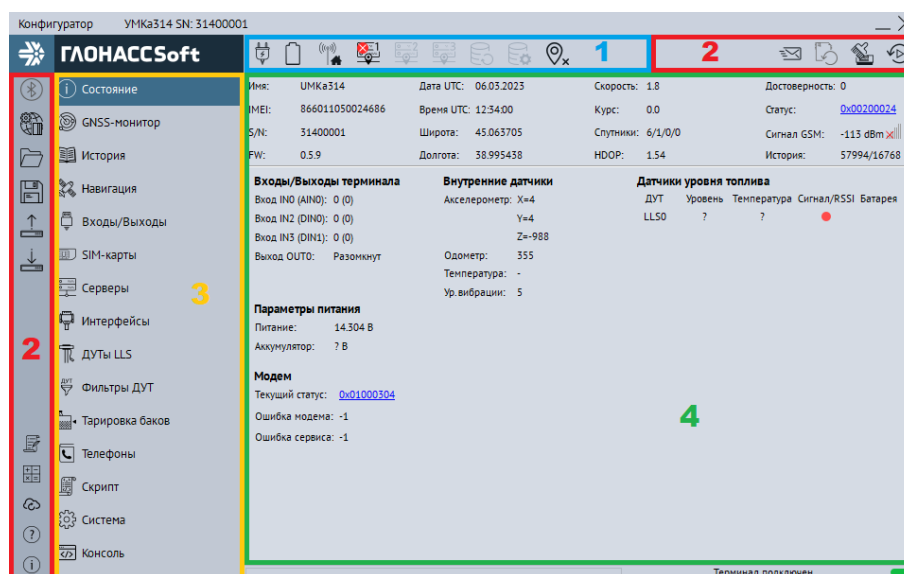 Конфигуратор УМКа314 SN: 31400001
ГЛОНАССSoft
1
2
Состояние
GNSS-монитор
История
Навигация
Входы/Выходы
SIM-карты
Серверы
Интерфейсы
ДУТы LLS
Фильтры ДУТ
Тарировка баков
Телефоны
Скрипт
Система
Консоль
2
3
Имя: UMKa314 Дата UTC: 06.03.2023 Скорость: 1.8 Достоверность: 0
IMEI: 866011050024686 Время UTC: 12:34:00 Курс: 0.0 Статус: 0x00200024
S/N: 31400001 Широта: 45.063705 Спутники: 6/1/0/0 Сигнал GSM: -113 dBm
FW: 0.5.9 Долгота: 38.995438 HDOP: 1.54 История: 57994/16768
Входы/Выходы терминала Внутренние датчики Датчики уровня топлива
Вход IN0 (AIN0): 0 (0) Акселерометр: X=4 ДУТ Уровень Температура Сигнал/RSSI Батарея
Вход IN2 (DIN0): 0 (0) Y=4 LLS0 ? ?
Вход IN3 (DIN1): 0 (0) Z=-988
Выход OUT0: Разомкнут Одометр: 355
Температура: -
Ур.вибрации: 5
Параметры питания
Питание: 14.304 В
Аккумулятор: ? В
Модем
Текущий статус: 0x01000304
Ошибка модема: -1
Ошибка сервиса: -1
4
Терминал подключен